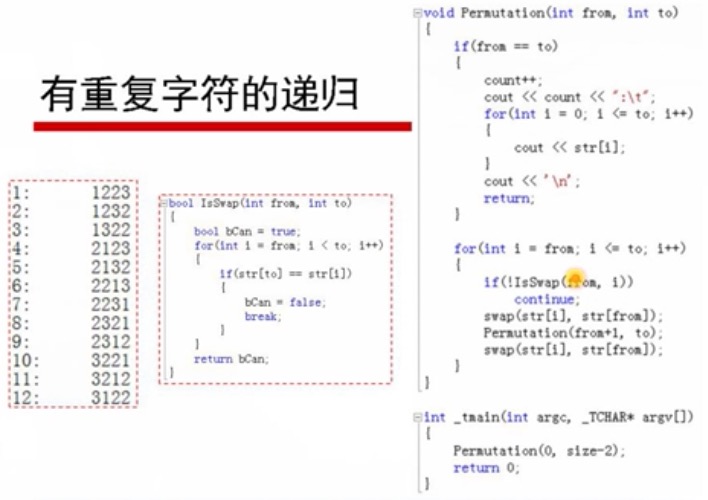 有重复字符的递归
1: 1223
2: 1232
3: 1322
4: 2123
5: 2132
6: 2213
7: 2231
8: 2321
9: 2312
10: 3221
11: 3212
12: 3122
bool IsSwap(int from, int to)
{
bool bCan = true;
for(int i = from; i < to; i++)
{
if(str[to] == str[i])
{
bCan = false;
break;
}
}
return bCan;
}
void Permutation(int from, int to)
{
if(from == to)
{
count++;
cout << count << ":\t";
for(int i = 0; i <= to; i++)
{
cout << str[i];
}
cout << '\n';
return;
}
for(int i = from; i <= to; i++)
{
if(!IsSwap(from, i))
continue;
swap(str[i], str[from]);
Permutation(from+1, to);
swap(str[i], str[from]);
}
}
int _tmain(int argc, _TCHAR* argv[])
{
Permutation(0, size-2);
return 0;
}